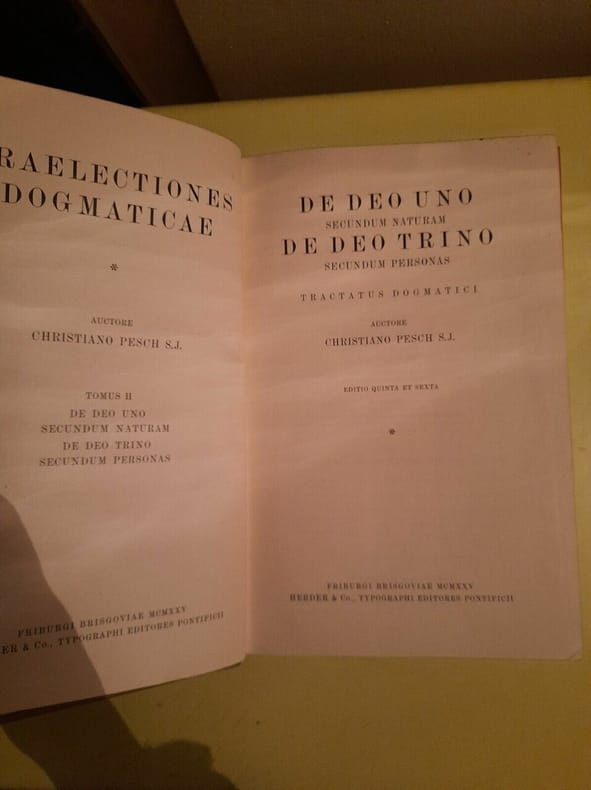 RAELECTIONES
DOGMATICAE
*
AUCTORE
CHRISTIANO PESCH S.J.
TOMUS II
DE DEO UNO
SECUNDUM NATURAM
DE DEO TRINO
SECUNDUM PERSONAS
FRIBURGI BRISGOVIAE MCMXXV
ER & Co., TYPOGRAPHI EDITORES PONTIFICII
DE DEO UNO
SECUNDUM NATURAM
DE DEO TRINO
SECUNDUM PERSONAS
TRACTATUS DOGMATICI
AUCTORE
CHRISTIANO PESCH S.J.
EDITIO QUINTA ET SEXTA
*
FRIBURGI BRISGOVIAE MCMXXV
HERDER & Co., TYPOGRAPHI EDITORES PONTIFICII